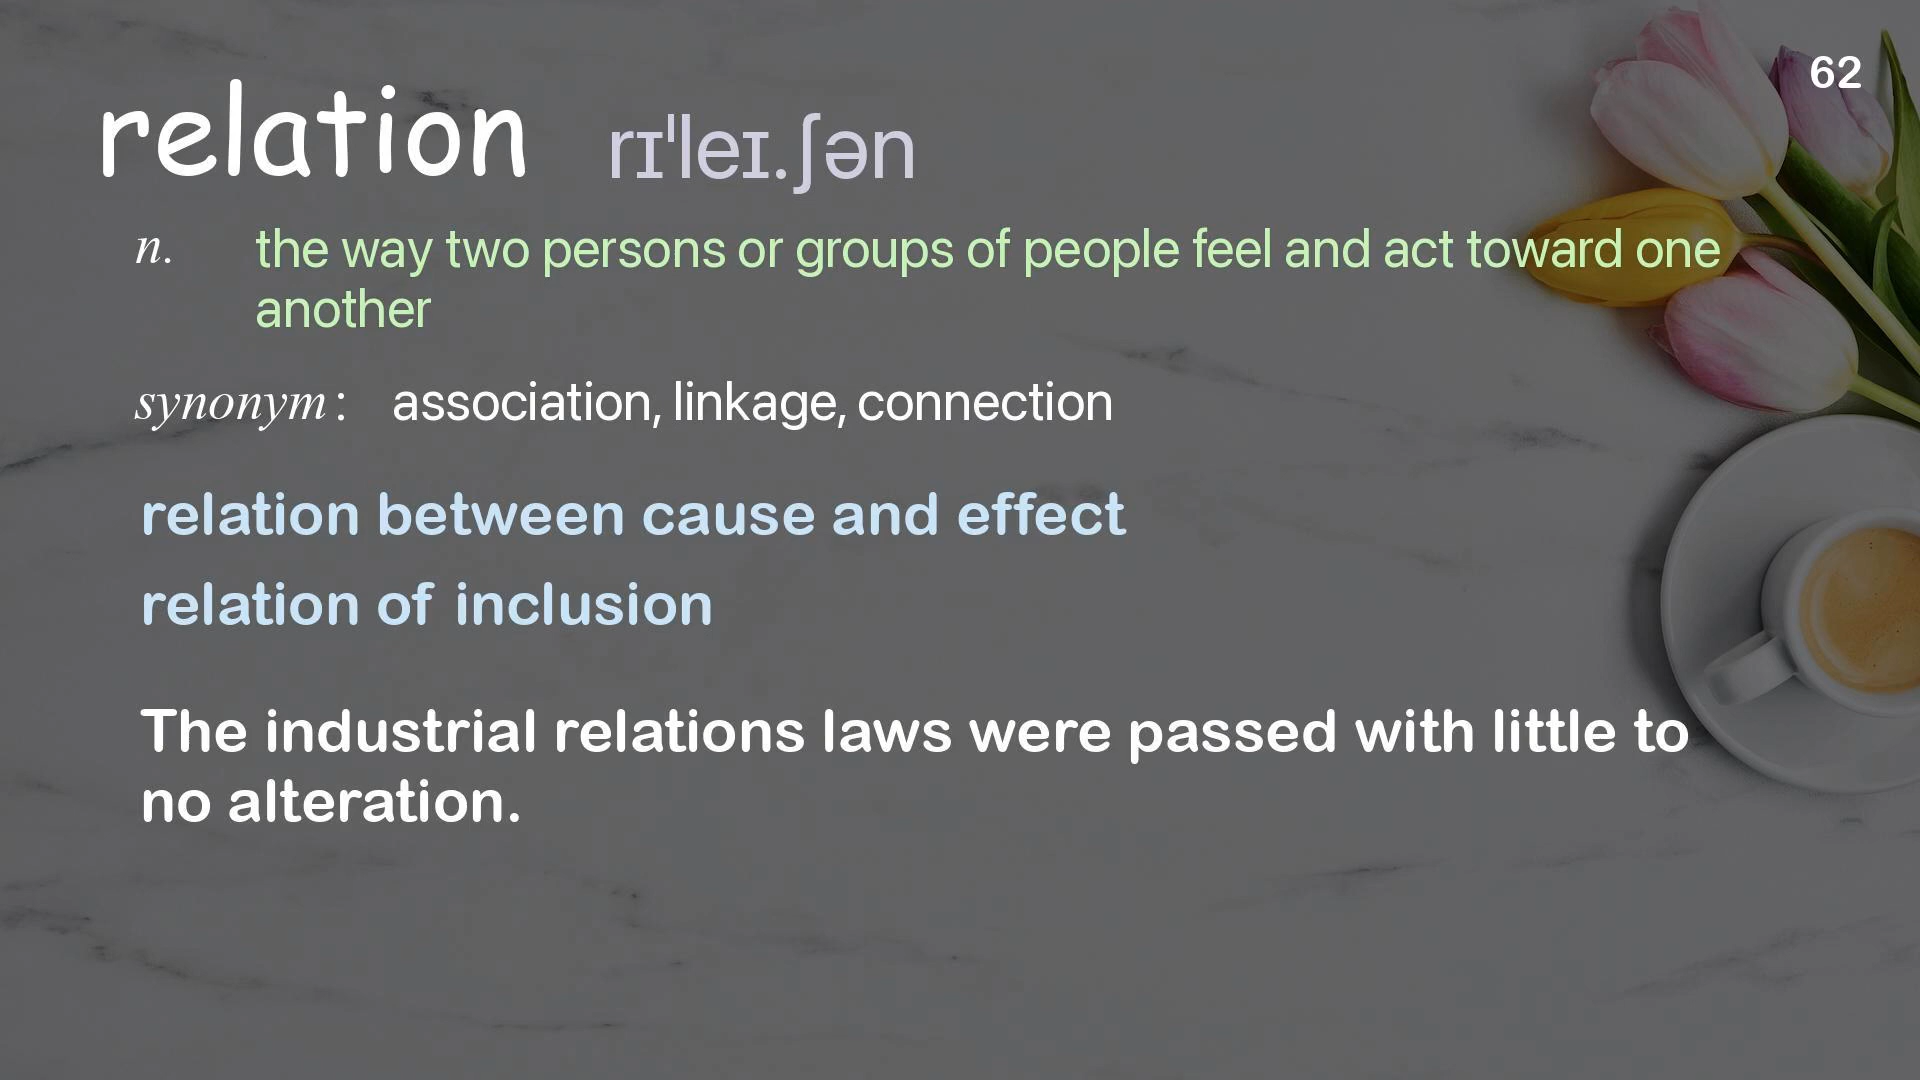 62
relation rɪˈleɪ.ʃən
n. the way two persons or groups of people feel and act toward one
another
synonym: association, linkage, connection
relation between cause and effect
relation of inclusion
The industrial relations laws were passed with little to
no alteration.